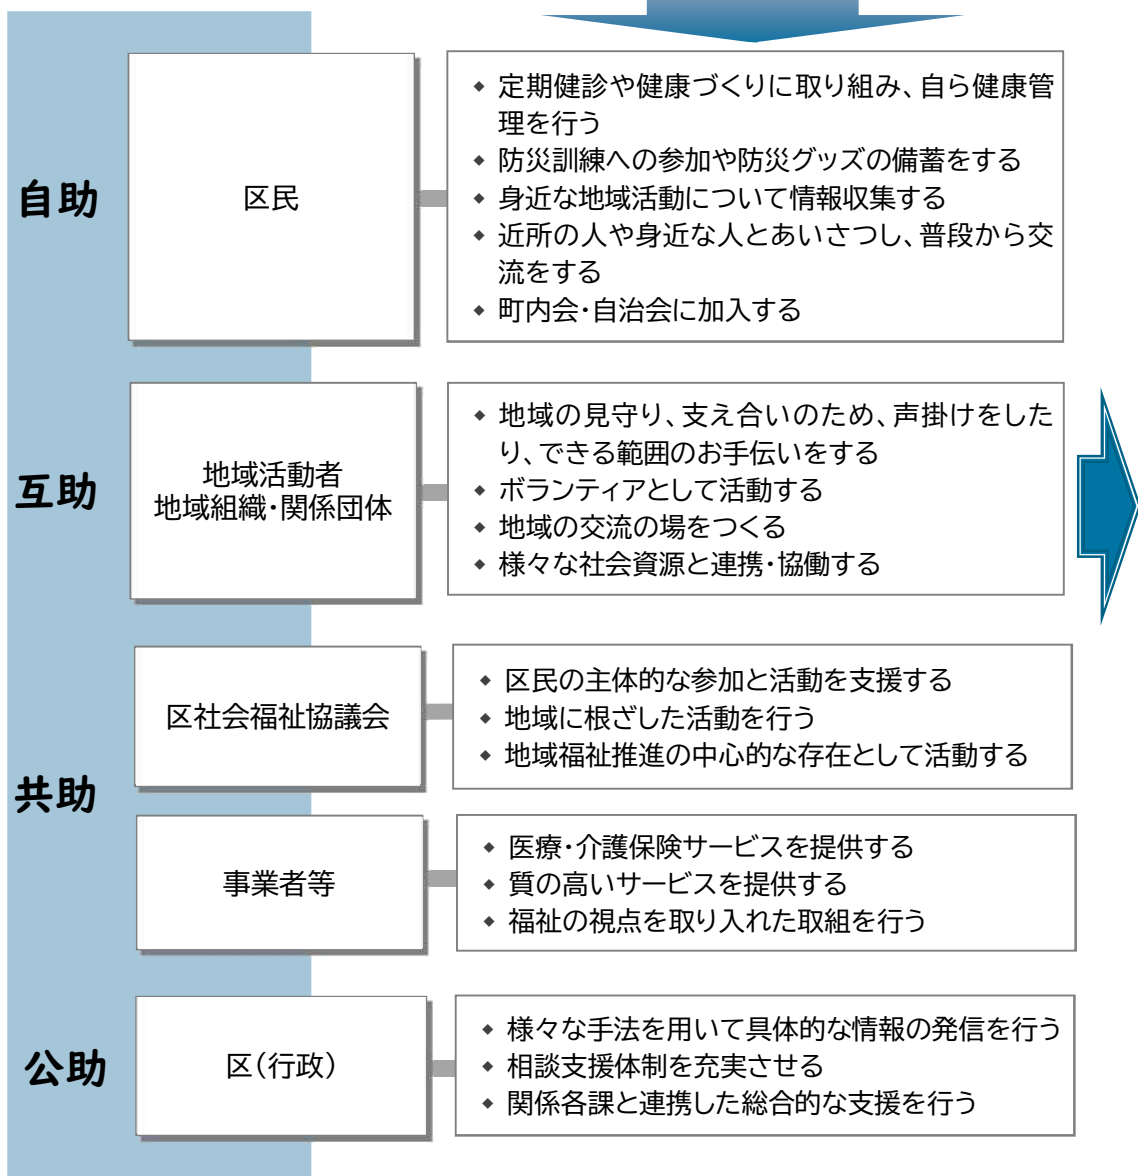 自助
区民
◆ 定期健診や健康づくりに取り組み、自ら健康管
理を行う
◆ 防災訓練への参加や防災グッズの備蓄をする
◆ 身近な地域活動について情報収集する
◆ 近所の人や身近な人とあいさつし、普段から交
流をする
◆ 町内会・自治会に加入する
互助
地域活動者
地域組織・関係団体
◆ 地域の見守り、支え合いのため、声掛けをした
り、できる範囲のお手伝いをする
◆ ボランティアとして活動する
◆ 地域の交流の場をつくる
◆ 様々な社会資源と連携・協働する
共助
区社会福祉協議会
◆ 区民の主体的な参加と活動を支援する
◆ 地域に根ざした活動を行う
◆ 地域福祉推進の中心的な存在として活動する
事業者等
◆ 医療・介護保険サービスを提供する
◆ 質の高いサービスを提供する
◆ 福祉の視点を取り入れた取組を行う
公助
区（行政）
◆ 様々な手法を用いて具体的な情報の発信を行う
◆ 相談支援体制を充実させる
◆ 関係各課と連携した総合的な支援を行う